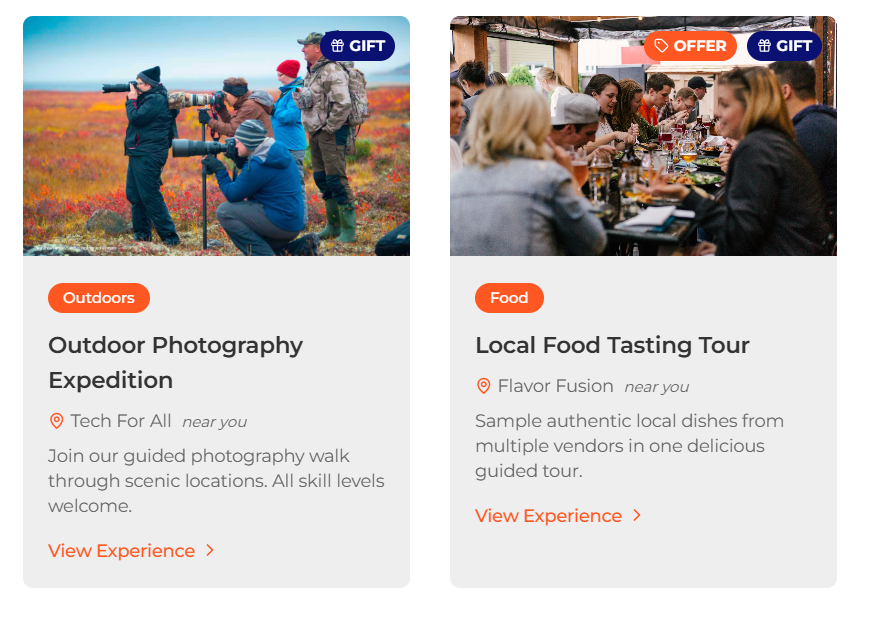 GIFT
Outdoors
Outdoor Photography
Expedition
Tech For All near you
Join our guided photography walk
through scenic locations. All skill levels
welcome.
View Experience
OFFER GIFT
Food
Local Food Tasting Tour
Flavor Fusion near you
Sample authentic local dishes from
multiple vendors in one delicious
guided tour.
View Experience